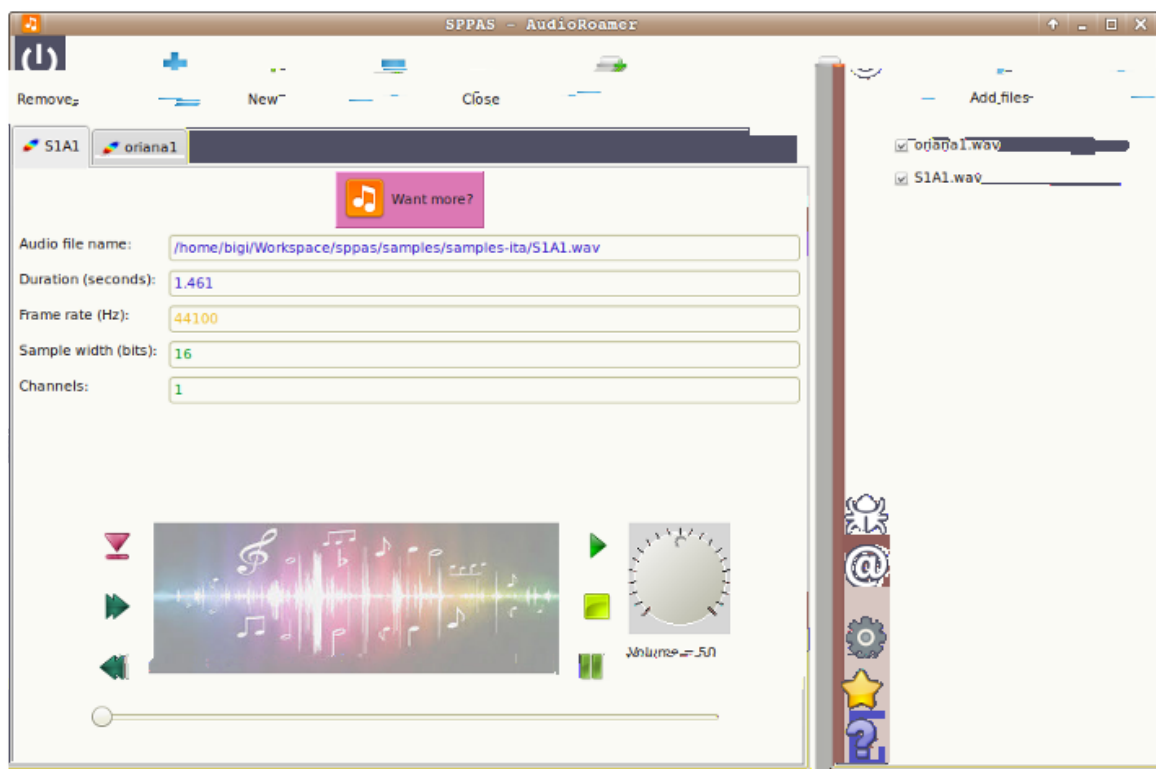 SPPAS - AudioRoamer
Remove
New
Close
Add files
S1A1
oriana1
oriana1.wav
S1A1.wav
Want more?
Audio file name:
/home/bigi/Workspace/sppas/samples/samples-ita/S1A1.wav
Duration (seconds):
1.461
Frame rate (Hz):
44100
Sample width (bits):
16
Channels:
1
Volume = 50